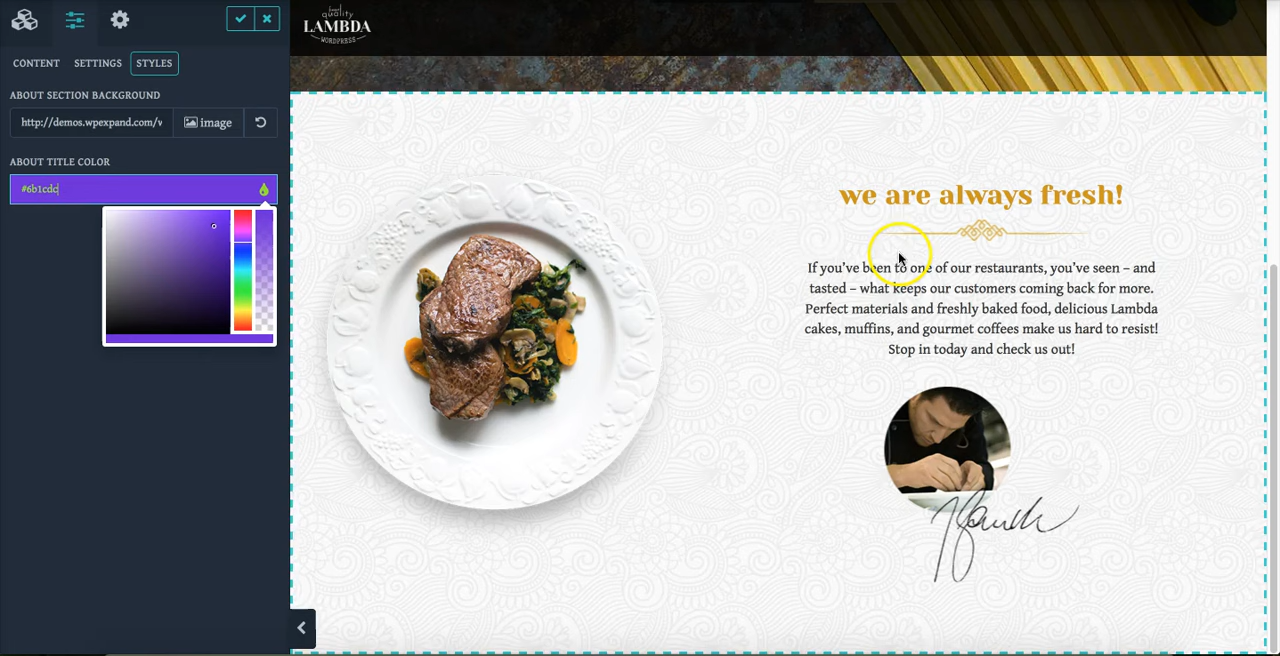 CONTENT SETTINGS STYLES
ABOUT SECTION BACKGROUND
http://demos.wpexpand.com/v image
ABOUT TITLE COLOR
#6b1cdc
quality
LAMBDA
WORDPRESS
we are always fresh!
If you’ve been to one of our restaurants, you’ve seen – and
tasted – what keeps our customers coming back for more.
Perfect materials and freshly baked food, delicious Lambda
cakes, muffins, and gourmet coffees make us hard to resist!
Stop in today and check us out!